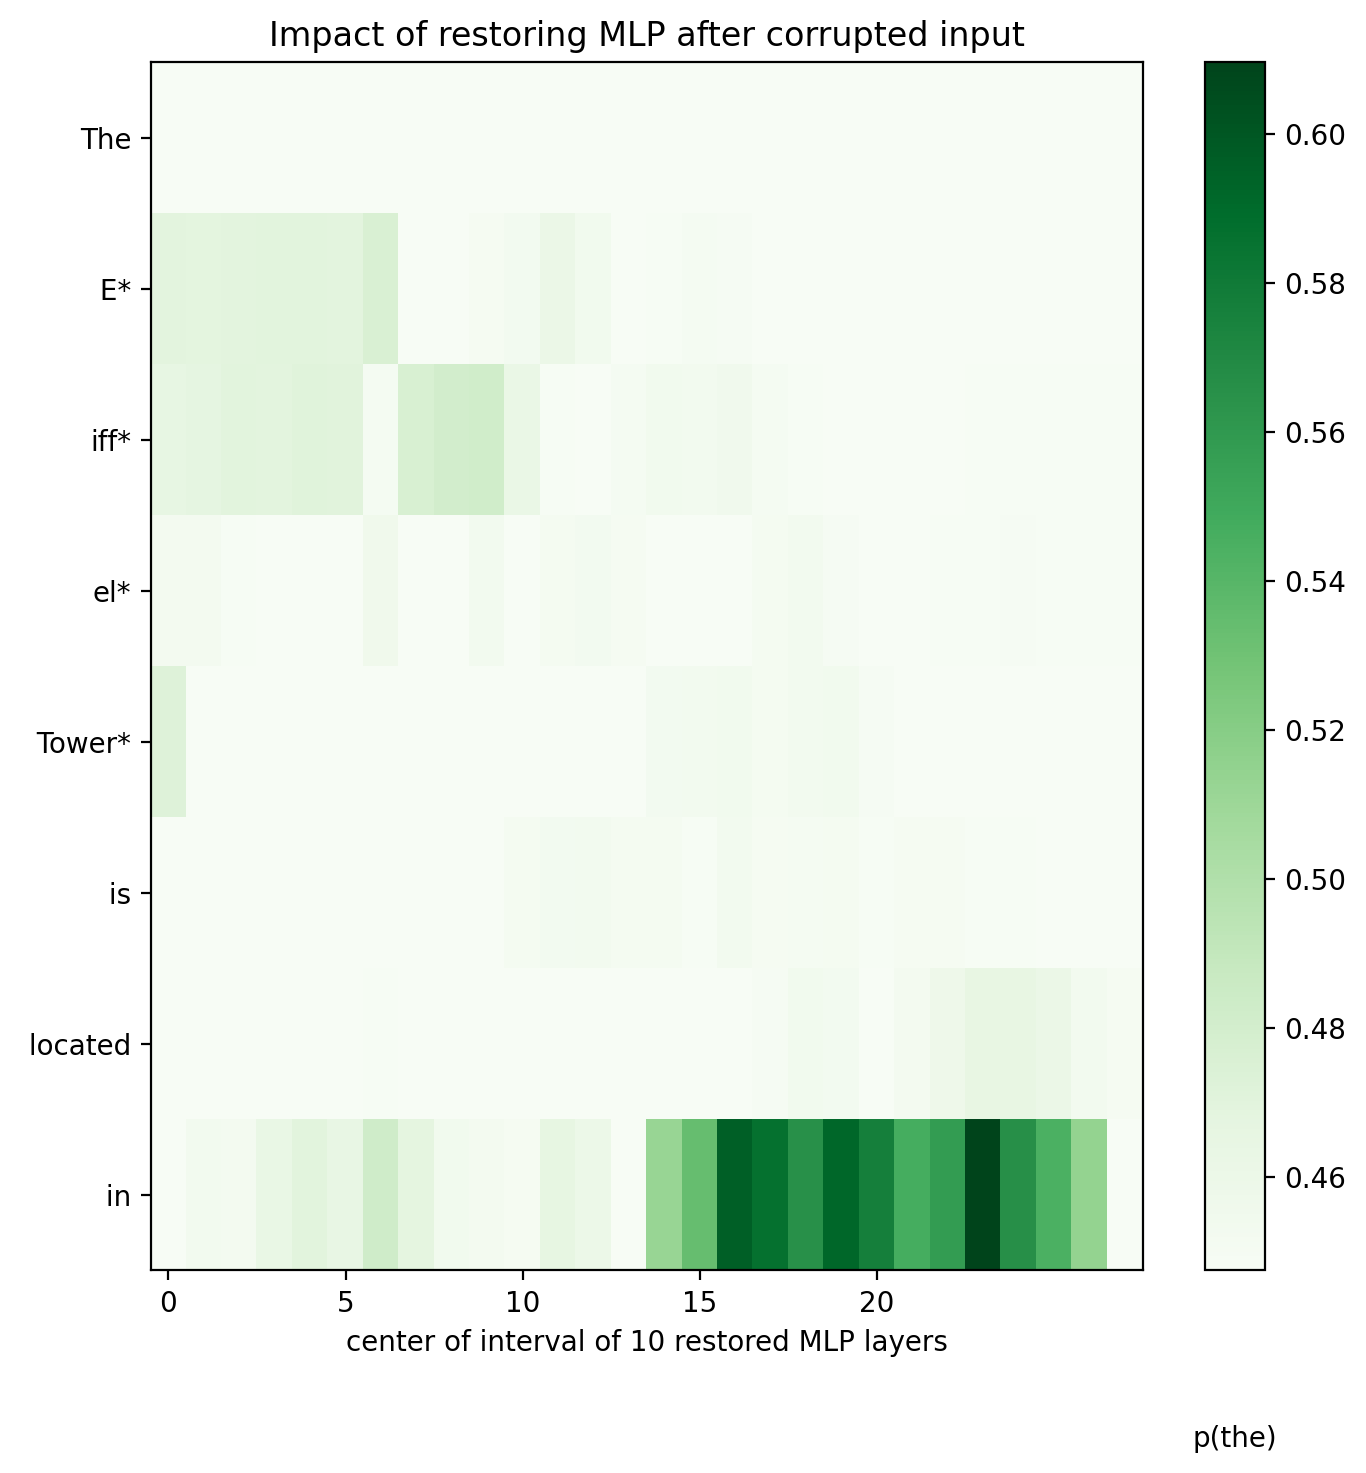 Impact of restoring MLP after corrupted input
The
E*
iff*
el*
Tower*
is
located
in
0 5 10 15 20
center of interval of 10 restored MLP layers
0.60
0.58
0.56
0.54
0.52
0.50
0.48
0.46
p(the)